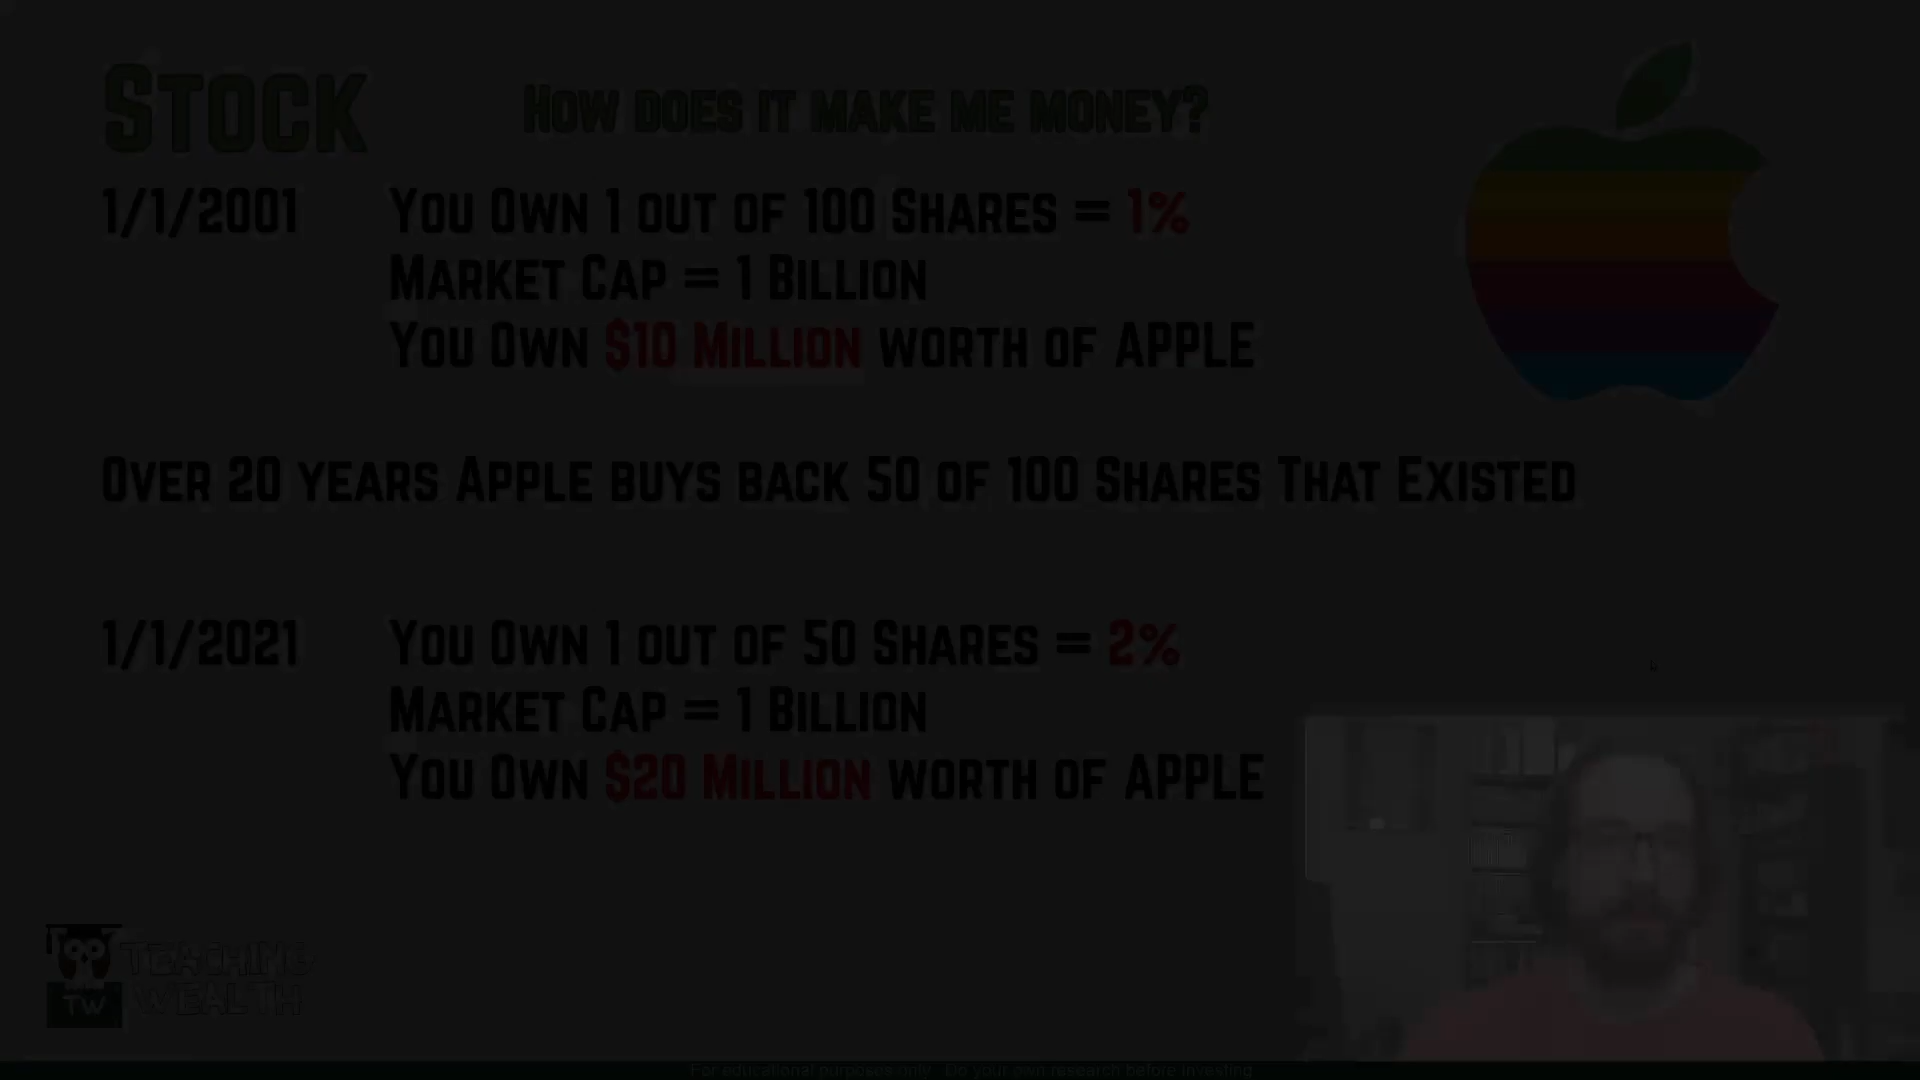 Stock
How does it make me money?
1/1/2001 You Own 1 out of 100 Shares = 1%
Market Cap = 1 Billion
You Own $10 Million worth of APPLE
Over 20 years Apple buys back 50 of 100 Shares That Existed
1/1/2021 You Own 1 out of 50 Shares = 2%
Market Cap = 1 Billion
You Own $20 Million worth of APPLE
TEACHING
WEALTH
TW
For educational purposes only. Do your own research before investing.